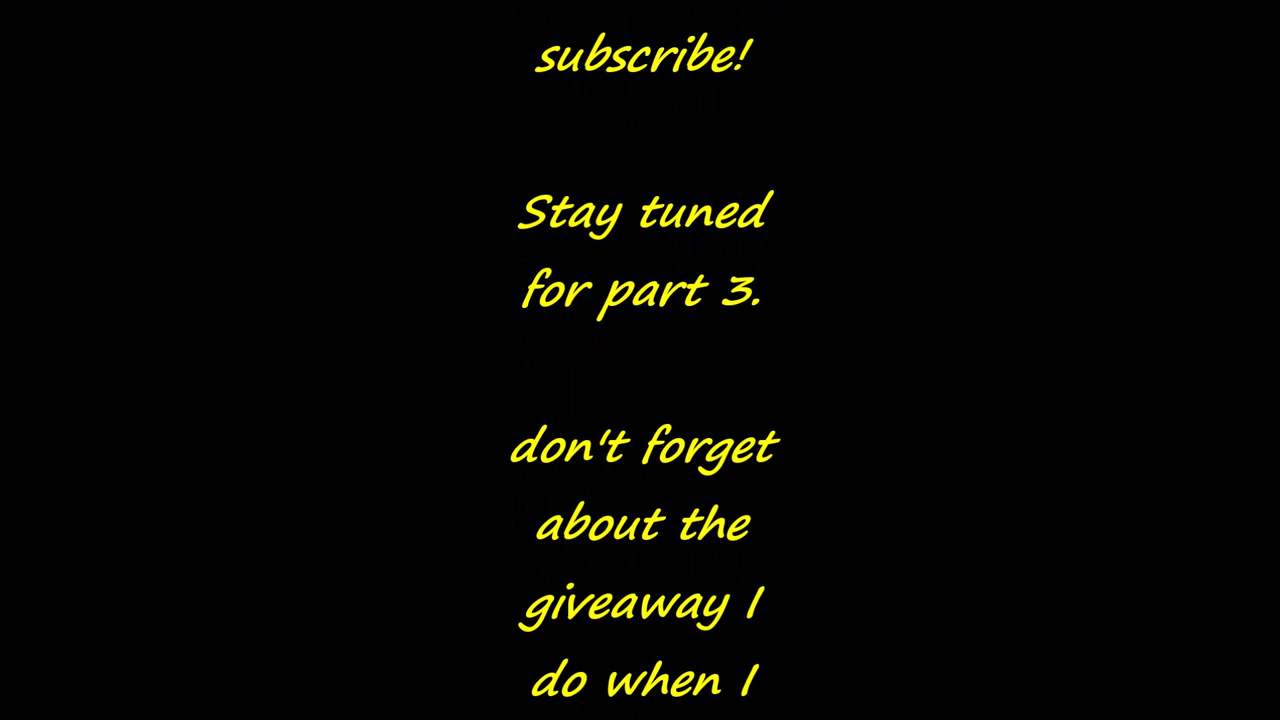 subscribe!
Stay tuned
for part 3.
don't forget
about the
giveaway I
do when I